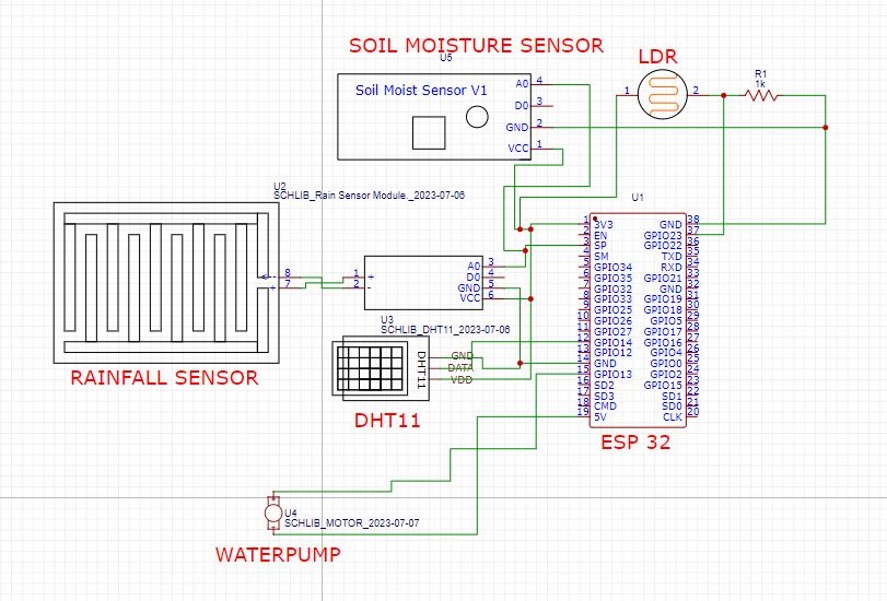 SOIL MOISTURE SENSOR
U5
Soil Moist Sensor V1
A0 4
D0 3
GND 2
VCC 1
LDR
1
2
R1
1k
U2
SCHLIB_Rain Sensor Module._2023-07-06
8
7
RAINFALL SENSOR
1 +
2 -
A0 3
D0 4
GND 5
VCC 6
U3
SCHLIB_DHT11_2023-07-06
DHT11
GND
DATA
VDD
DHT11
U1
1 3V3
2 EN
3 SP
4 SM
5 GPIO34
6 GPIO35
7 GPIO32
8 GPIO33
9 GPIO25
10 GPIO26
11 GPIO27
12 GPIO14
13 GPIO12
14 GND
15 GPIO13
16 SD2
17 SD3
18 CMD
19 5V
GND 38
GPIO23 37
GPIO22 36
TXD 35
RXD 34
GPIO21 33
GND 32
GPIO19 31
GPIO18 30
GPIO5 29
GPIO17 28
GPIO16 27
GPIO4 26
GPIO0 25
GPIO2 24
GPIO15 23
SD1 22
SD0 21
CLK 20
ESP 32
U4
SCHLIB_MOTOR_2023-07-07
WATERPUMP